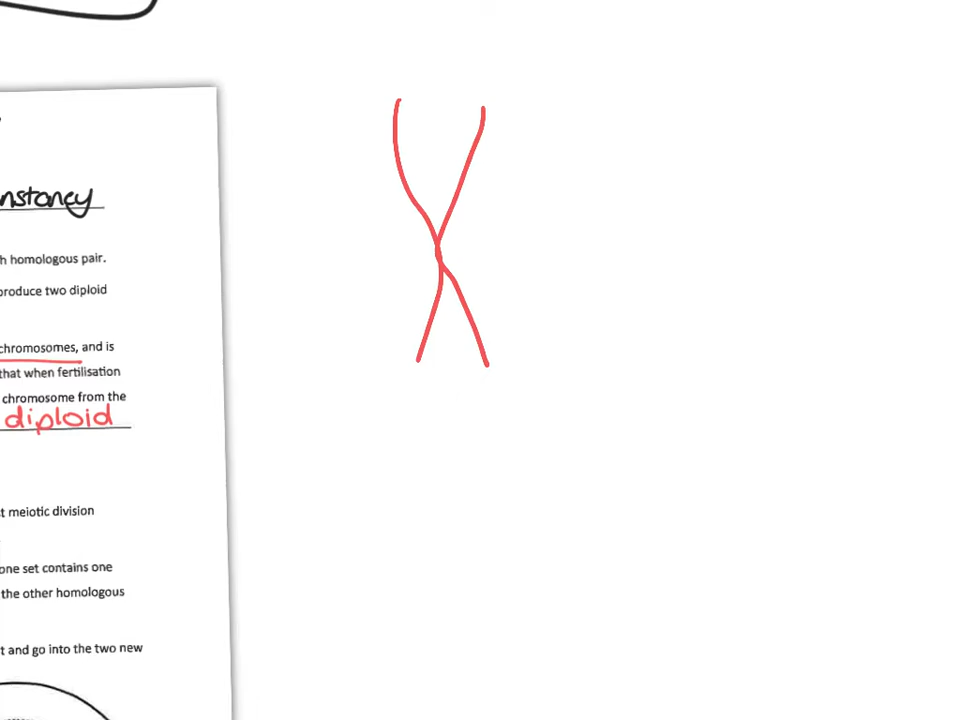 nstancy
h homologous pair.
produce two diploid
chromosomes, and is
that when fertilisation
chromosome from the
diploid
t meiotic division
one set contains one
the other homologous
t and go into the two new